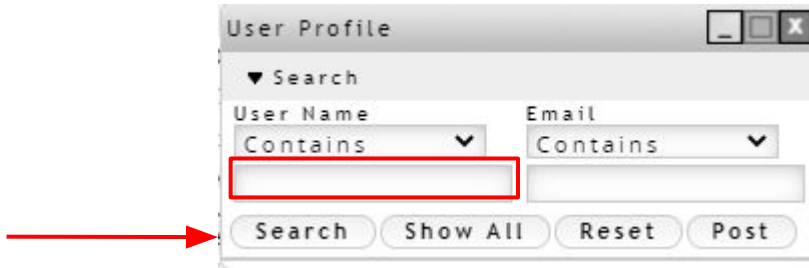 User Profile
▼ Search
User Name Email
Contains Contains
Search Show All Reset Post